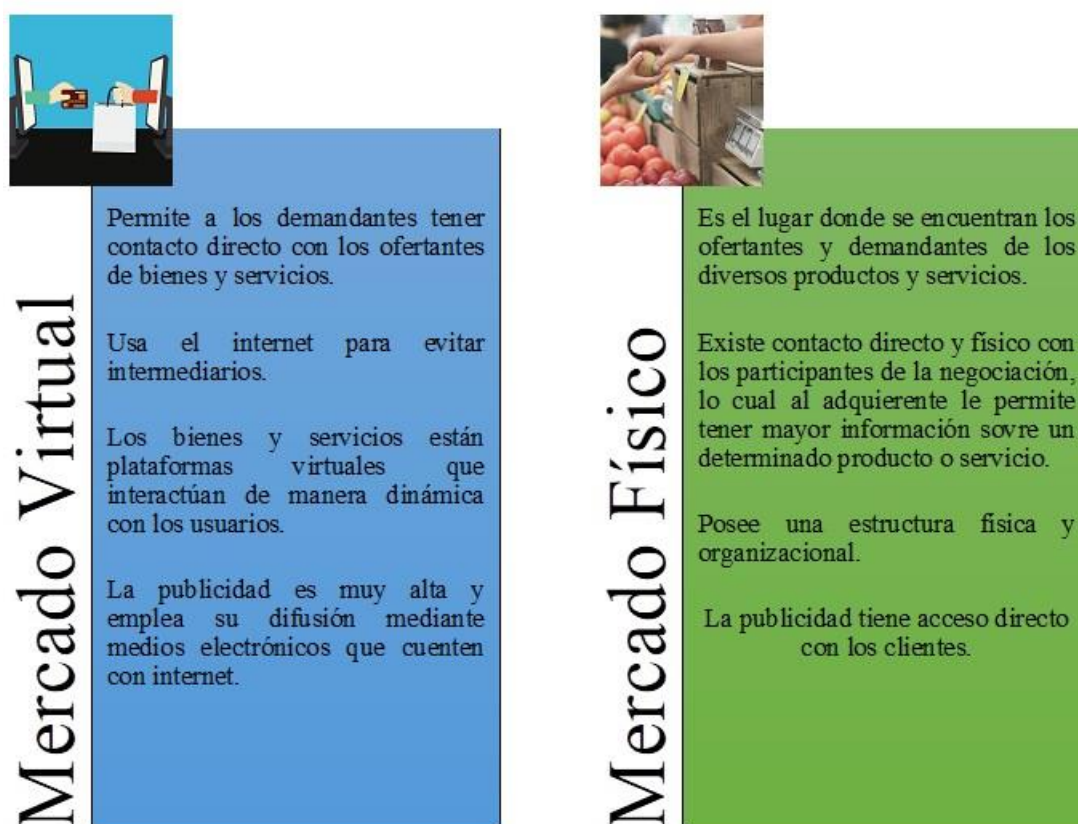 Mercado Virtual
Permite a los demandantes tener
contacto directo con los ofertantes
de bienes y servicios.
Usa el internet para evitar
intermediarios.
Los bienes y servicios están
plataformas virtuales que
interactúan de manera dinámica
con los usuarios.
La publicidad es muy alta y
emplea su difusión mediante
medios electrónicos que cuenten
con internet.
Mercado Físico
Es el lugar donde se encuentran los
ofertantes y demandantes de los
diversos productos y servicios.
Existe contacto directo y físico con
los participantes de la negociación,
lo cual al adquierente le permite
tener mayor información sovre un
determinado producto o servicio.
Posee una estructura física y
organizacional.
La publicidad tiene acceso directo
con los clientes.